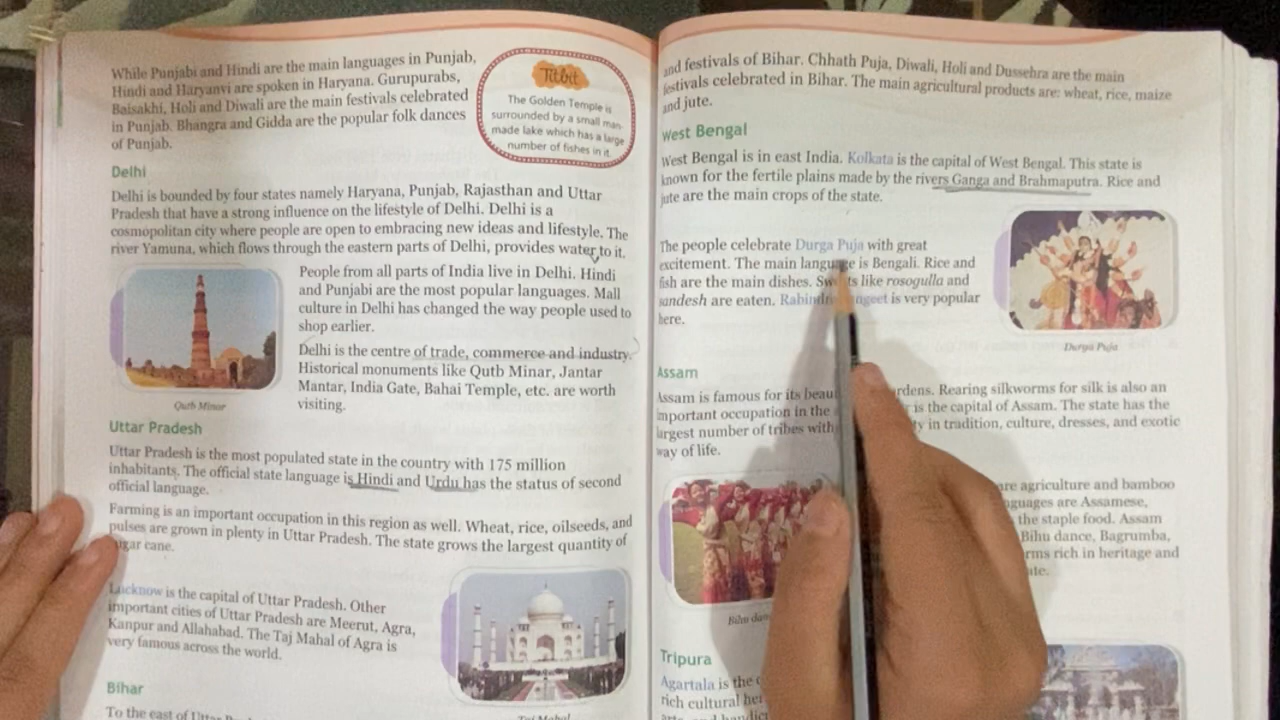 While Punjabi and Hindi are the main languages in Punjab,
Hindi and Haryanvi are spoken in Haryana. Gurupurabs,
Baisakhi, Holi and Diwali are the main festivals celebrated
in Punjab. Bhangra and Gidda are the popular folk dances
of Punjab.
Titbit
The Golden Temple is
surrounded by a small man-
made lake which has a large
number of fishes in it.
Delhi
Delhi is bounded by four states namely Haryana, Punjab, Rajasthan and Uttar
Pradesh that have a strong influence on the lifestyle of Delhi. Delhi is a
cosmopolitan city where people are open to embracing new ideas and lifestyle. The
river Yamuna, which flows through the eastern parts of Delhi, provides water to it.
People from all parts of India live in Delhi. Hindi
and Punjabi are the most popular languages. Mall
culture in Delhi has changed the way people used to
shop earlier.
Delhi is the centre of trade, commerce and industry.
Historical monuments like Qutb Minar, Jantar
Mantar, India Gate, Bahai Temple, etc. are worth
visiting.
Qutb Minar
Uttar Pradesh
Uttar Pradesh is the most populated state in the country with 175 million
inhabitants. The official state language is Hindi and Urdu has the status of second
official language.
Farming is an important occupation in this region as well. Wheat, rice, oilseeds, and
pulses are grown in plenty in Uttar Pradesh. The state grows the largest quantity of
sugar cane.
Lucknow is the capital of Uttar Pradesh. Other
important cities of Uttar Pradesh are Meerut, Agra,
Kanpur and Allahabad. The Taj Mahal of Agra is
very famous across the world.
Taj Mahal
Bihar
To the east of Uttar
and festivals of Bihar. Chhath Puja, Diwali, Holi and Dussehra are the main
festivals celebrated in Bihar. The main agricultural products are: wheat, rice, maize
and jute.
West Bengal
West Bengal is in east India. Kolkata is the capital of West Bengal. This state is
known for the fertile plains made by the rivers Ganga and Brahmaputra. Rice and
jute are the main crops of the state.
The people celebrate Durga Puja with great
excitement. The main language is Bengali. Rice and
fish are the main dishes. Sweets like rosogulla and
sandesh are eaten. Rabindra Sangeet is very popular
here.
Durga Puja
Assam
Assam is famous for its Rearing silkworms for silk is also an
important occupation in the is the capital of Assam. The state has the
largest number of tribes with in tradition, culture, dresses, and exotic
way of life.
are agriculture and bamboo
are Assamese,
the staple food. Assam
Bihu dance, Bagrumba,
rich in heritage and
Bihu
Tripura
Agartala is the
rich cultural